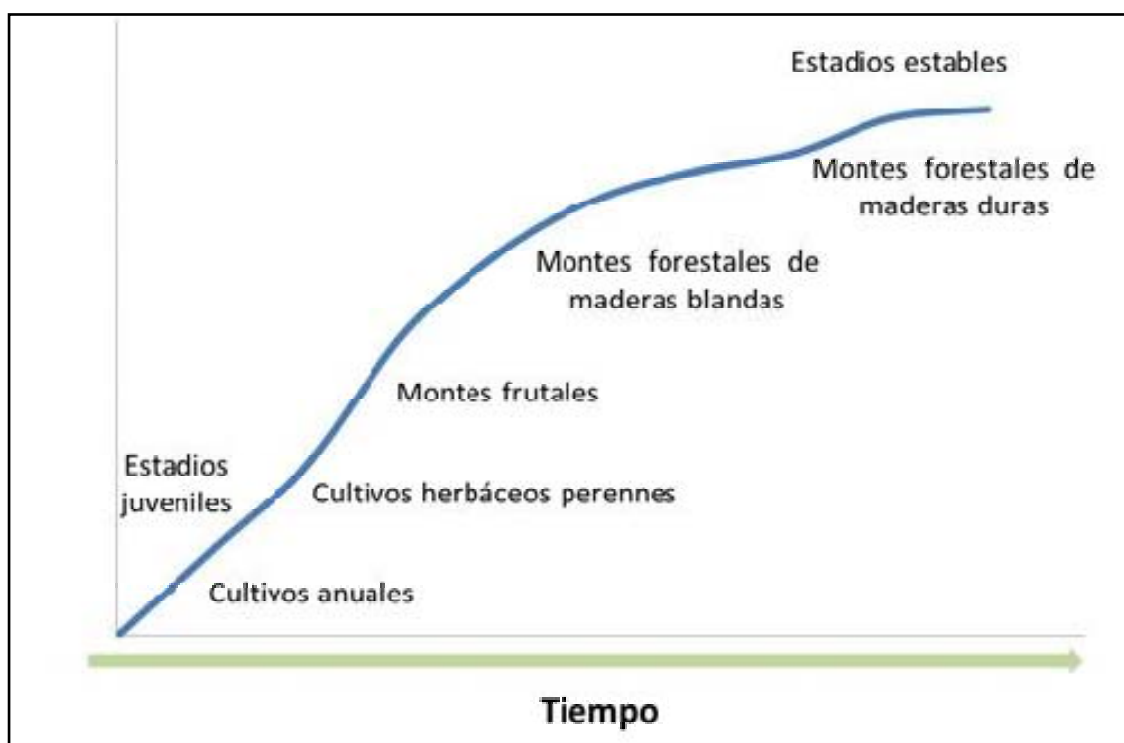 Estadios estables
Montes forestales de
maderas duras
Montes forestales de
maderas blandas
Montes frutales
Estadios
juveniles
Cultivos herbáceos perennes
Cultivos anuales
Tiempo